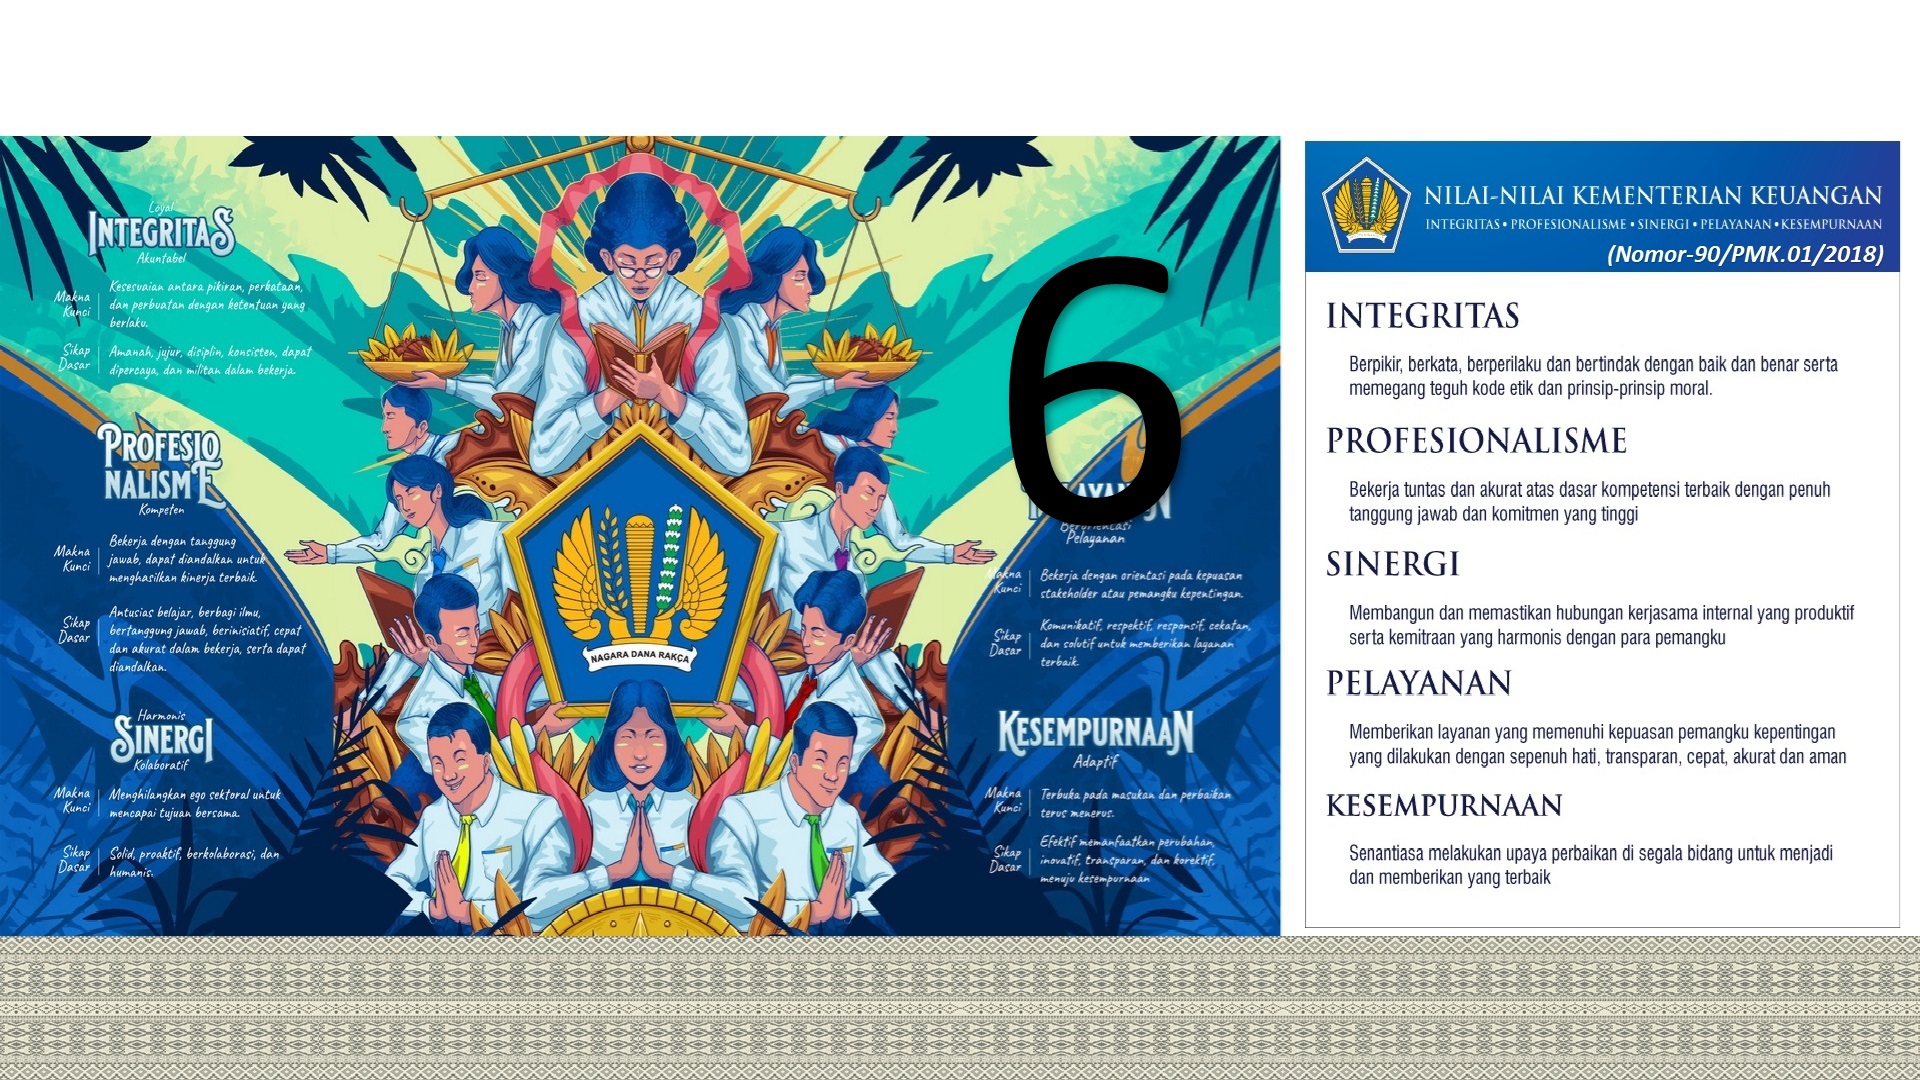 Loyal
INTEGRITAS
Akuntabel
Makna
Kunci
Kesesuaian antara pikiran, perkataan,
dan perbuatan dengan ketentuan yang
berlaku.
Sikap
Dasar
Amanah, jujur, disiplin, konsisten, dapat
dipercaya, dan militan dalam bekerja.
PROFESIO
NALISME
Kompeten
Makna
Kunci
Bekerja dengan tanggung
jawab, dapat diandalkan untuk
menghasilkan kinerja terbaik.
Sikap
Dasar
Antusias belajar, berbagi ilmu,
bertanggung jawab, berinisiatif, cepat
dan akurat dalam bekerja, serta dapat
diandalkan.
Harmonis
SINERGI
Kolaboratif
Makna
Kunci
Menghilangkan ego sektoral untuk
mencapai tujuan bersama.
Sikap
Dasar
Solid, proaktif, berkolaborasi, dan
humanis.
NAGARA DANA RAKÇA
6
Berorientasi
Pelayanan
Makna
Kunci
Bekerja dengan orientasi pada kepuasan
stakeholder atau pemangku kepentingan.
Sikap
Dasar
Komunikatif, respektif, responsif, cekatan,
dan solutif untuk memberikan layanan
terbaik.
KESEMPURNAAN
Adaptif
Makna
Kunci
Terbuka pada masukan dan perbaikan
terus menerus.
Sikap
Dasar
Efektif memanfaatkan perubahan,
inovatif, transparan, dan korektif,
menuju kesempurnaan
NILAI-NILAI KEMENTERIAN KEUANGAN
INTEGRITAS • PROFESIONALISME • SINERGI • PELAYANAN • KESEMPURNAAN
(Nomor-90/PMK.01/2018)
INTEGRITAS
Berpikir, berkata, berperilaku dan bertindak dengan baik dan benar serta
memegang teguh kode etik dan prinsip-prinsip moral.
PROFESIONALISME
Bekerja tuntas dan akurat atas dasar kompetensi terbaik dengan penuh
tanggung jawab dan komitmen yang tinggi
SINERGI
Membangun dan memastikan hubungan kerjasama internal yang produktif
serta kemitraan yang harmonis dengan para pemangku
PELAYANAN
Memberikan layanan yang memenuhi kepuasan pemangku kepentingan
yang dilakukan dengan sepenuh hati, transparan, cepat, akurat dan aman
KESEMPURNAAN
Senantiasa melakukan upaya perbaikan di segala bidang untuk menjadi
dan memberikan yang terbaik